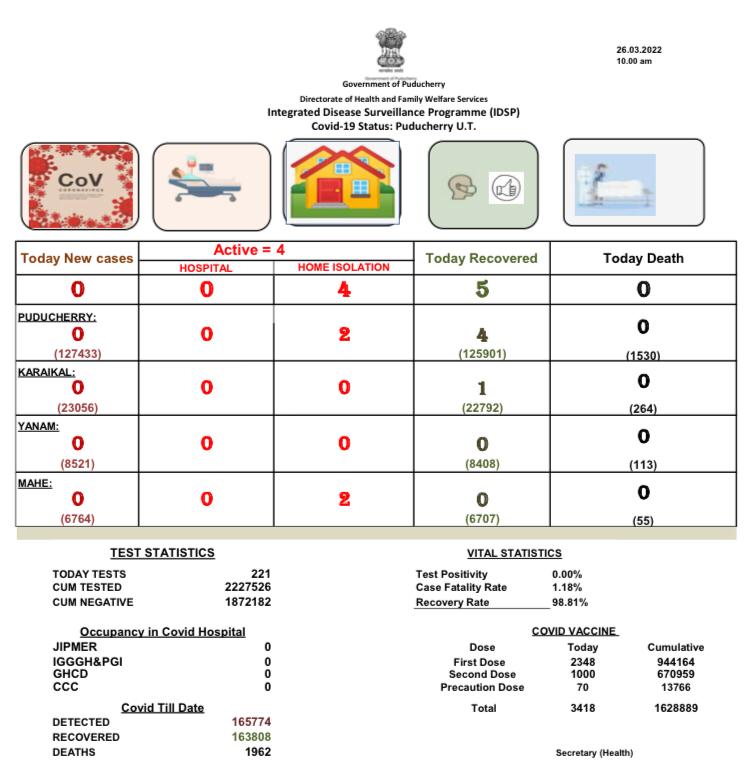 26.03.2022
10.00 am
Government of Puducherry
Government of Puducherry
Directorate of Health and Family Welfare Services
Integrated Disease Surveillance Programme (IDSP)
Covid-19 Status: Puducherry U.T.
CoV
CORONAVIRUS
Today New cases Active = 4 Today Recovered Today Death
HOSPITAL HOME ISOLATION
0 0 4 5 0
PUDUCHERRY:
0 0 2 4 0
(127433) (125901) (1530)
KARAIKAL:
0 0 0 1 0
(23056) (22792) (264)
YANAM:
0 0 0 0 0
(8521) (8408) (113)
MAHE:
0 0 2 0 0
(6764) (6707) (55)
TEST STATISTICS
TODAY TESTS 221
CUM TESTED 2227526
CUM NEGATIVE 1872182
VITAL STATISTICS
Test Positivity 0.00%
Case Fatality Rate 1.18%
Recovery Rate 98.81%
Occupancy in Covid Hospital
JIPMER 0
IGGGH&PGI 0
GHCD 0
CCC 0
COVID VACCINE
Dose Today Cumulative
First Dose 2348 944164
Second Dose 1000 670959
Precaution Dose 70 13766
Total 3418 1628889
Covid Till Date
DETECTED 165774
RECOVERED 163808
DEATHS 1962
Secretary (Health)